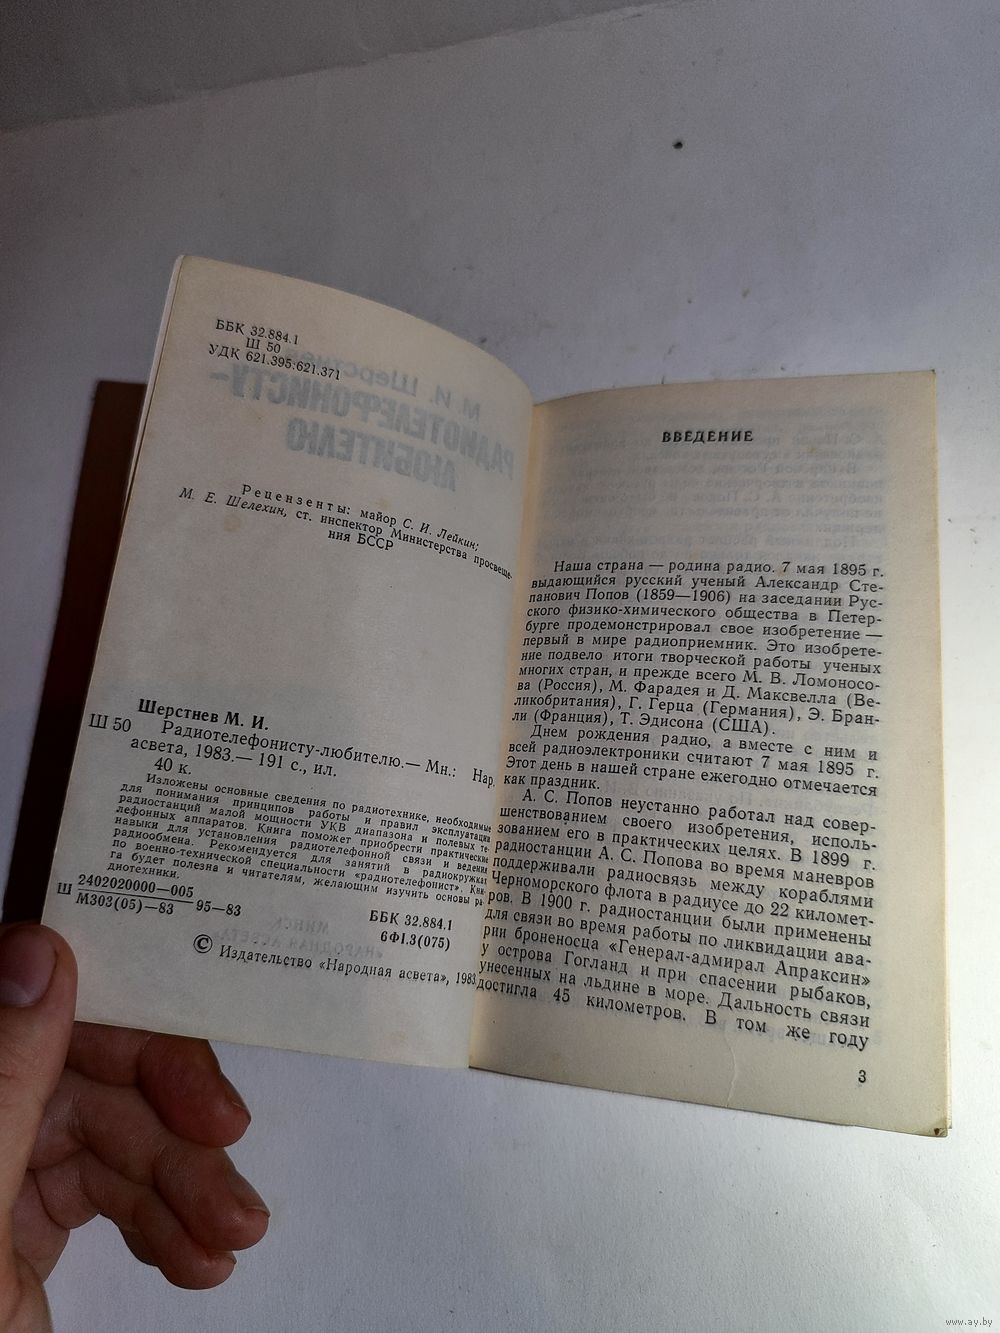 ББК 32.884.1
Ш 50
УДК 621.395:621.371
Рецензенты: майор С. И. Лейкин;
М. Е. Шелехин, ст. инспектор Министерства просвеще-
ния БССР
Шерстнев М. И.
Ш 50 Радиотелефонисту-любителю.— Мн.: Нар.
асвета, 1983.— 191 с., ил.
40 к.
Изложены основные сведения по радиотехнике, необходимые
для понимания принципов работы и правил эксплуатации
радиостанций малой мощности УКВ диапазона и полевых те-
лефонных аппаратов. Книга поможет приобрести практические
навыки для установления радиотелефонной связи и ведения
радиообмена. Рекомендуется для занятий в радиокружках
по военно-технической специальности «радиотелефонист». Кни-
га будет полезна и читателям, желающим изучить основы ра-
диотехники.
Ш 2402020000—005
М303(05)—83 95—83
ББК 32.884.1
6Ф1.3(075)
© Издательство «Народная асвета», 1983.
ВВЕДЕНИЕ
Наша страна — родина радио. 7 мая 1895 г.
выдающийся русский ученый Александр Сте-
панович Попов (1859—1906) на заседании Рус-
ского физико-химического общества в Петер-
бурге продемонстрировал свое изобретение —
первый в мире радиоприемник. Это изобрете-
ние подвело итоги творческой работы ученых
многих стран, и прежде всего М. В. Ломоносо-
ва (Россия), М. Фарадея и Д. Максвелла (Ве-
ликобритания), Г. Герца (Германия), Э. Бран-
ли (Франция), Т. Эдисона (США).
Днем рождения радио, а вместе с ним и
всей радиоэлектроники считают 7 мая 1895 г.
Этот день в нашей стране ежегодно отмечается
как праздник.
А. С. Попов неустанно работал над совер-
шенствованием своего изобретения, исполь-
зованием его в практических целях. В 1899 г.
радиостанции А. С. Попова во время маневров
поддерживали радиосвязь между кораблями
Черноморского флота в радиусе до 22 километ-
ров. В 1900 г. радиостанции были применены
для связи во время работы по ликвидации ава-
рии броненосца «Генерал-адмирал Апраксин»
у острова Гогланд и при спасении рыбаков,
унесенных на льдине в море. Дальность связи
достигла 45 километров. В том же году
3
www.ay.by